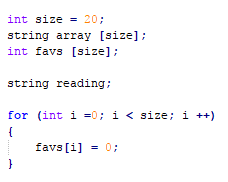 int size = 20;
string array [size];
int favs [size];
string reading;
for (int i =0; i < size; i ++)
{
favs[i] = 0;
}